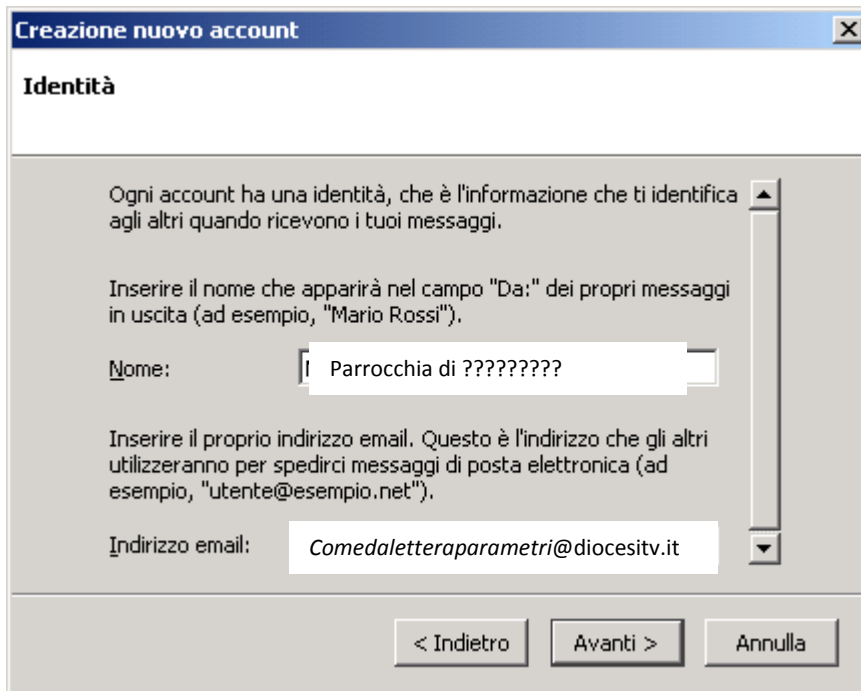 Creazione nuovo account
Identità
Ogni account ha una identità, che è l'informazione che ti identifica
agli altri quando ricevono i tuoi messaggi.
Inserire il nome che apparirà nel campo "Da:" dei propri messaggi
in uscita (ad esempio, "Mario Rossi").
Nome: Parrocchia di ?????????
Inserire il proprio indirizzo email. Questo è l'indirizzo che gli altri
utilizzeranno per spedirci messaggi di posta elettronica (ad
esempio, "utente@esempio.net").
Indirizzo email: Comedaletteraparametri@diocesitv.it
< Indietro Avanti > Annulla